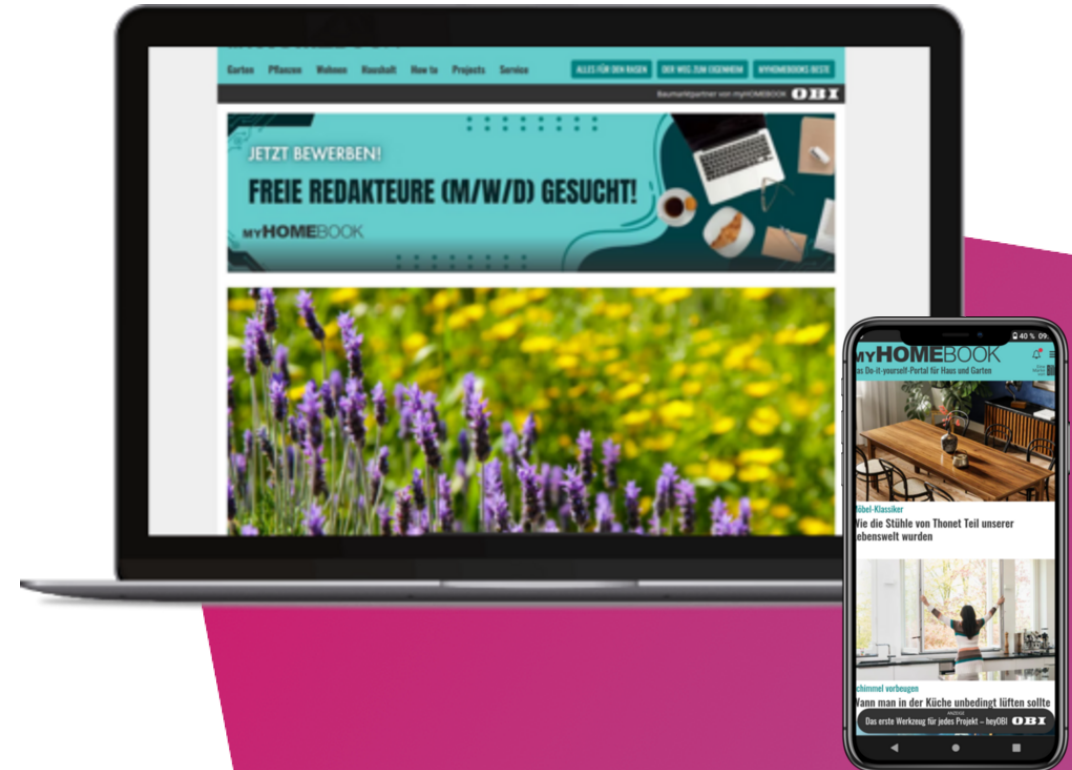 Garten Pflanzen Wohnen Haushalt How to Projects Service ALLES FÜR DEN RASEN DER WEG ZUM EIGENHEIM MYHOMEBOOKS BESTE
Baumarktpartner von myHOMEBOOK OBI
JETZT BEWERBEN!
FREIE REDAKTEURE (M/W/D) GESUCHT!
MYHOMEBOOK
40 % 09:
MYHOMEBOOK
as Do-it-yourself-Portal für Haus und Garten
Möbel-Klassiker
Wie die Stühle von Thonet Teil unserer
Lebenswelt wurden
Schimmel vorbeugen
Wann man in der Küche unbedingt lüften sollte
ANZEIGE
Das erste Werkzeug für jedes Projekt – heyOBI OBI